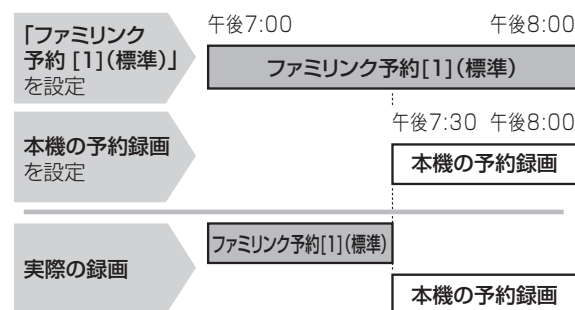 「ファミリンク
予約 [1](標準)」
を設定
午後7:00 午後8:00
ファミリンク予約[1](標準)
本機の予約録画
を設定
午後7:30 午後8:00
本機の予約録画
実際の録画
ファミリンク予約[1](標準)
本機の予約録画